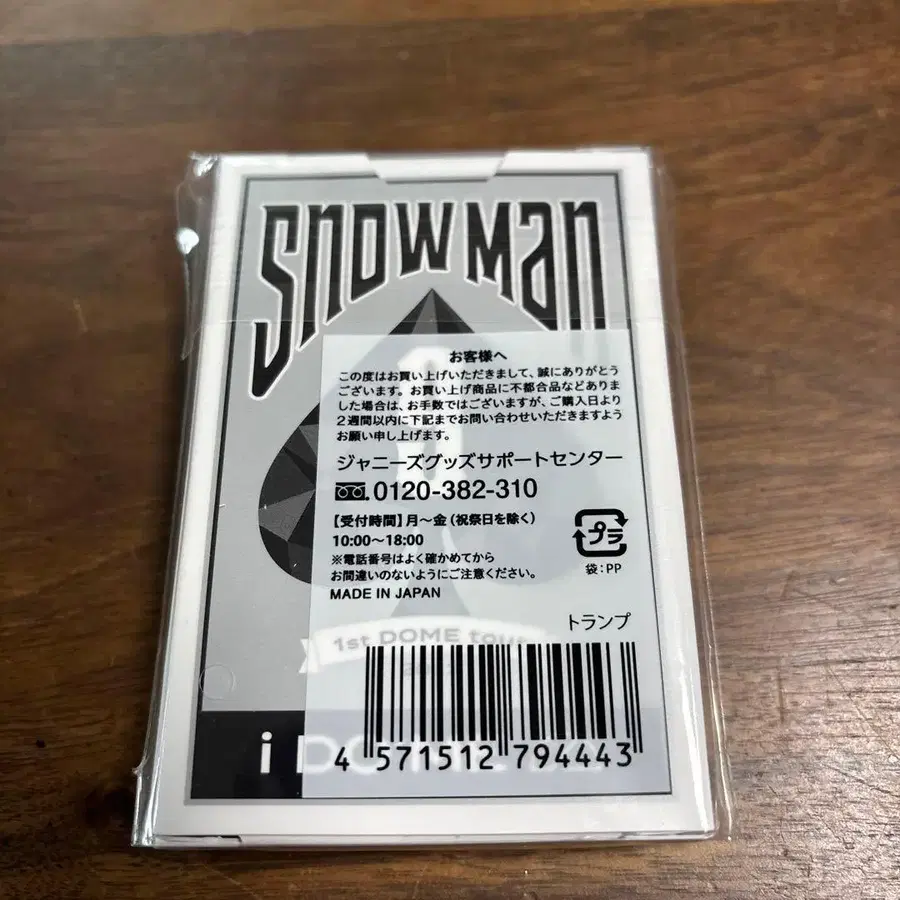 snow man
お客様へ
この度はお買い上げいただきまして、誠にありがとう
ございます。お買い上げ商品に不都合品などありま
した場合は、お手数ではございますが、ご購入日より
2週間以内に下記までお問い合わせいただきますよう
お願い申し上げます。
ジャニーズグッズサポートセンター
0120-382-310
【受付時間】月〜金（祝祭日を除く）
10:00〜18:00
※電話番号はよく確かめてから
お間違いのないようにご注意ください。
MADE IN JAPAN
プラ
袋:PP
トランプ
1st DOME tour
i DO
4 571512 794443